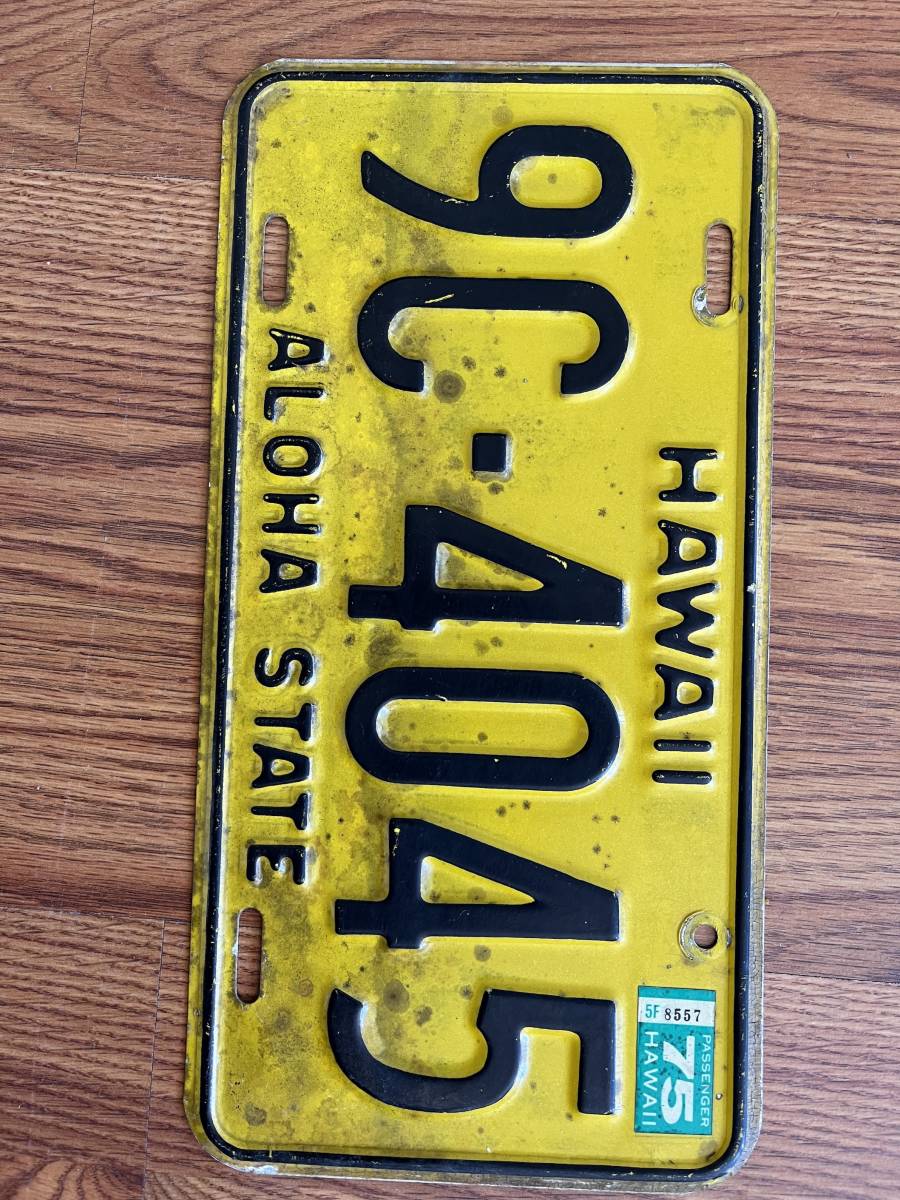 HAWAII
9C·4045
ALOHA STATE
5F 8557
PASSENGER
75
HAWAII